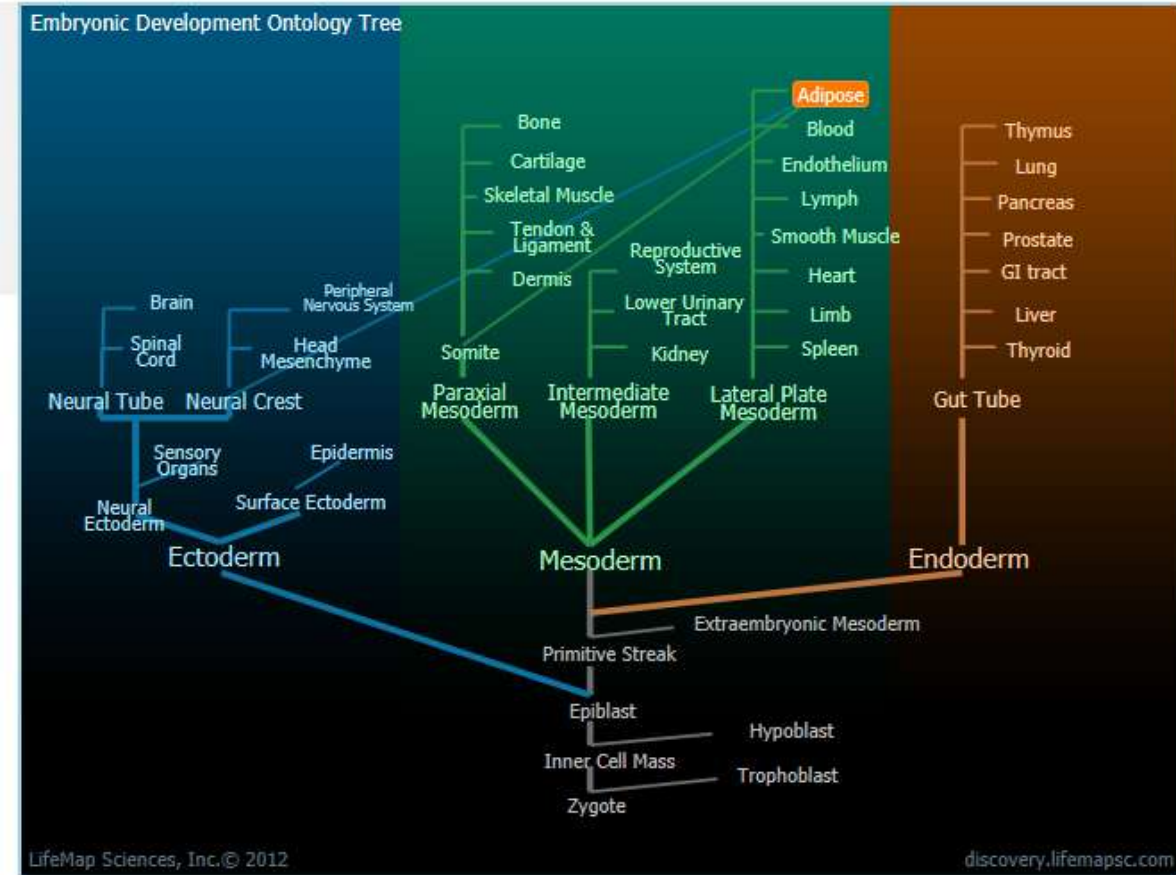 Embryonic Development Ontology Tree
Adipose
Bone
Blood
Thymus
Cartilage
Endothelium
Lung
Skeletal Muscle
Lymph
Pancreas
Tendon &
Ligament
Smooth Muscle
Prostate
Reproductive
System
Dermis
Heart
GI tract
Brain
Peripheral
Nervous System
Lower Urinary
Tract
Limb
Liver
Spinal
Cord
Head
Mesenchyme
Somite
Kidney
Spleen
Thyroid
Neural Tube
Neural Crest
Paraxial
Mesoderm
Intermediate
Mesoderm
Lateral Plate
Mesoderm
Gut Tube
Sensory
Organs
Epidermis
Neural
Ectoderm
Surface Ectoderm
Ectoderm
Mesoderm
Endoderm
Extraembryonic Mesoderm
Primitive Streak
Epiblast
Hypoblast
Inner Cell Mass
Trophoblast
Zygote
LifeMap Sciences, Inc.© 2012
discovery.lifemapsc.com